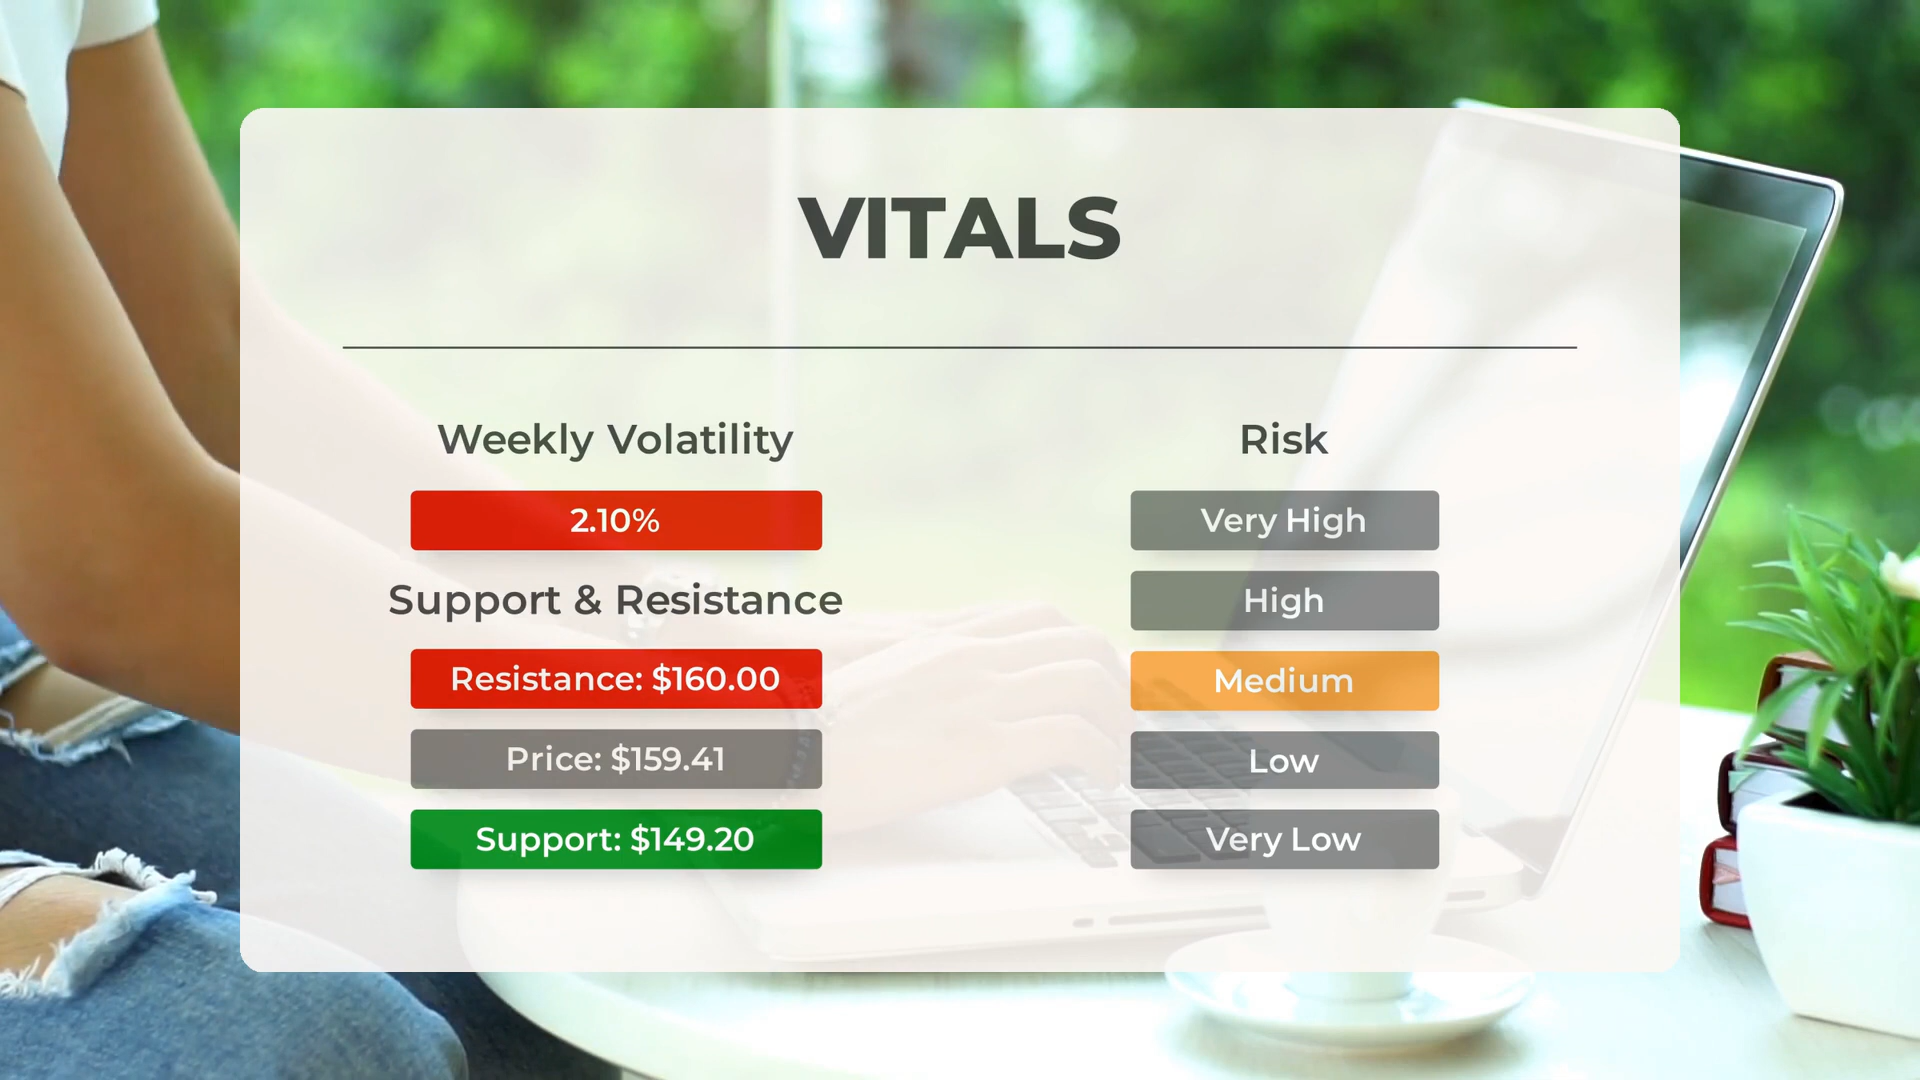 VITALS
Weekly Volatility
2.10%
Support & Resistance
Resistance: $160.00
Price: $159.41
Support: $149.20
Risk
Very High
High
Medium
Low
Very Low